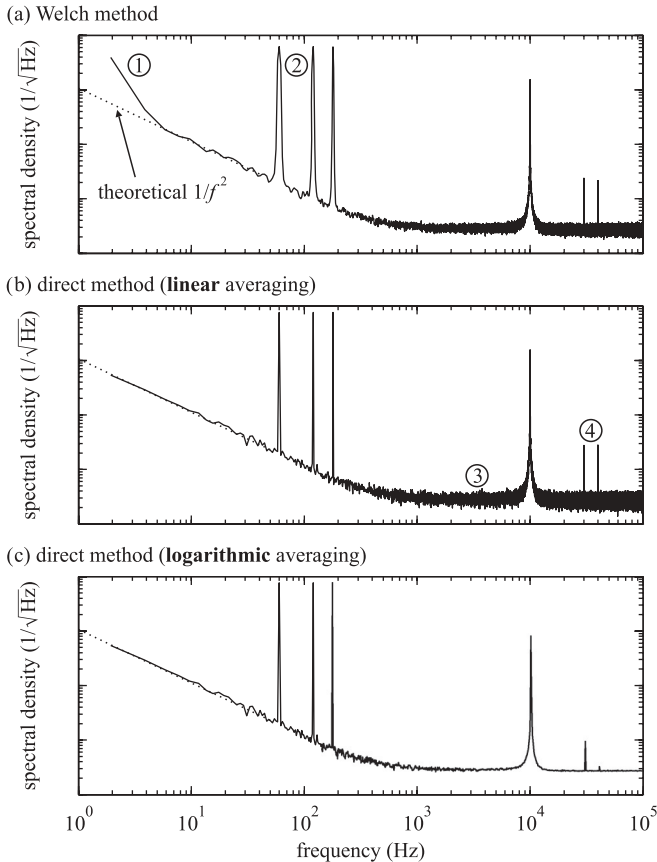 (a) Welch method
spectral density (1/√Hz)
①
②
theoretical 1/f²
(b) direct method (linear averaging)
spectral density (1/√Hz)
③
④
(c) direct method (logarithmic averaging)
spectral density (1/√Hz)
10⁰ 10¹ 10² 10³ 10⁴ 10⁵
frequency (Hz)